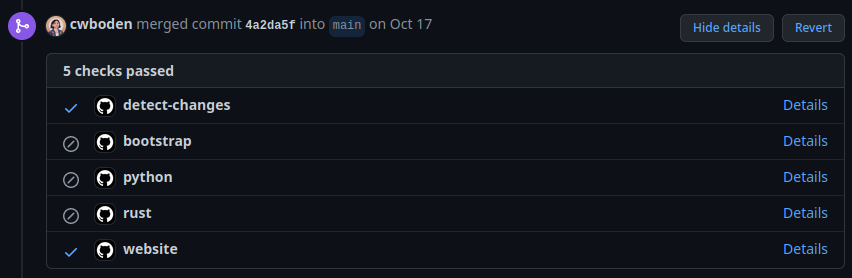 cwboden merged commit 4a2da5f into main on Oct 17
Hide details
Revert
5 checks passed
detect-changes Details
bootstrap Details
python Details
rust Details
website Details